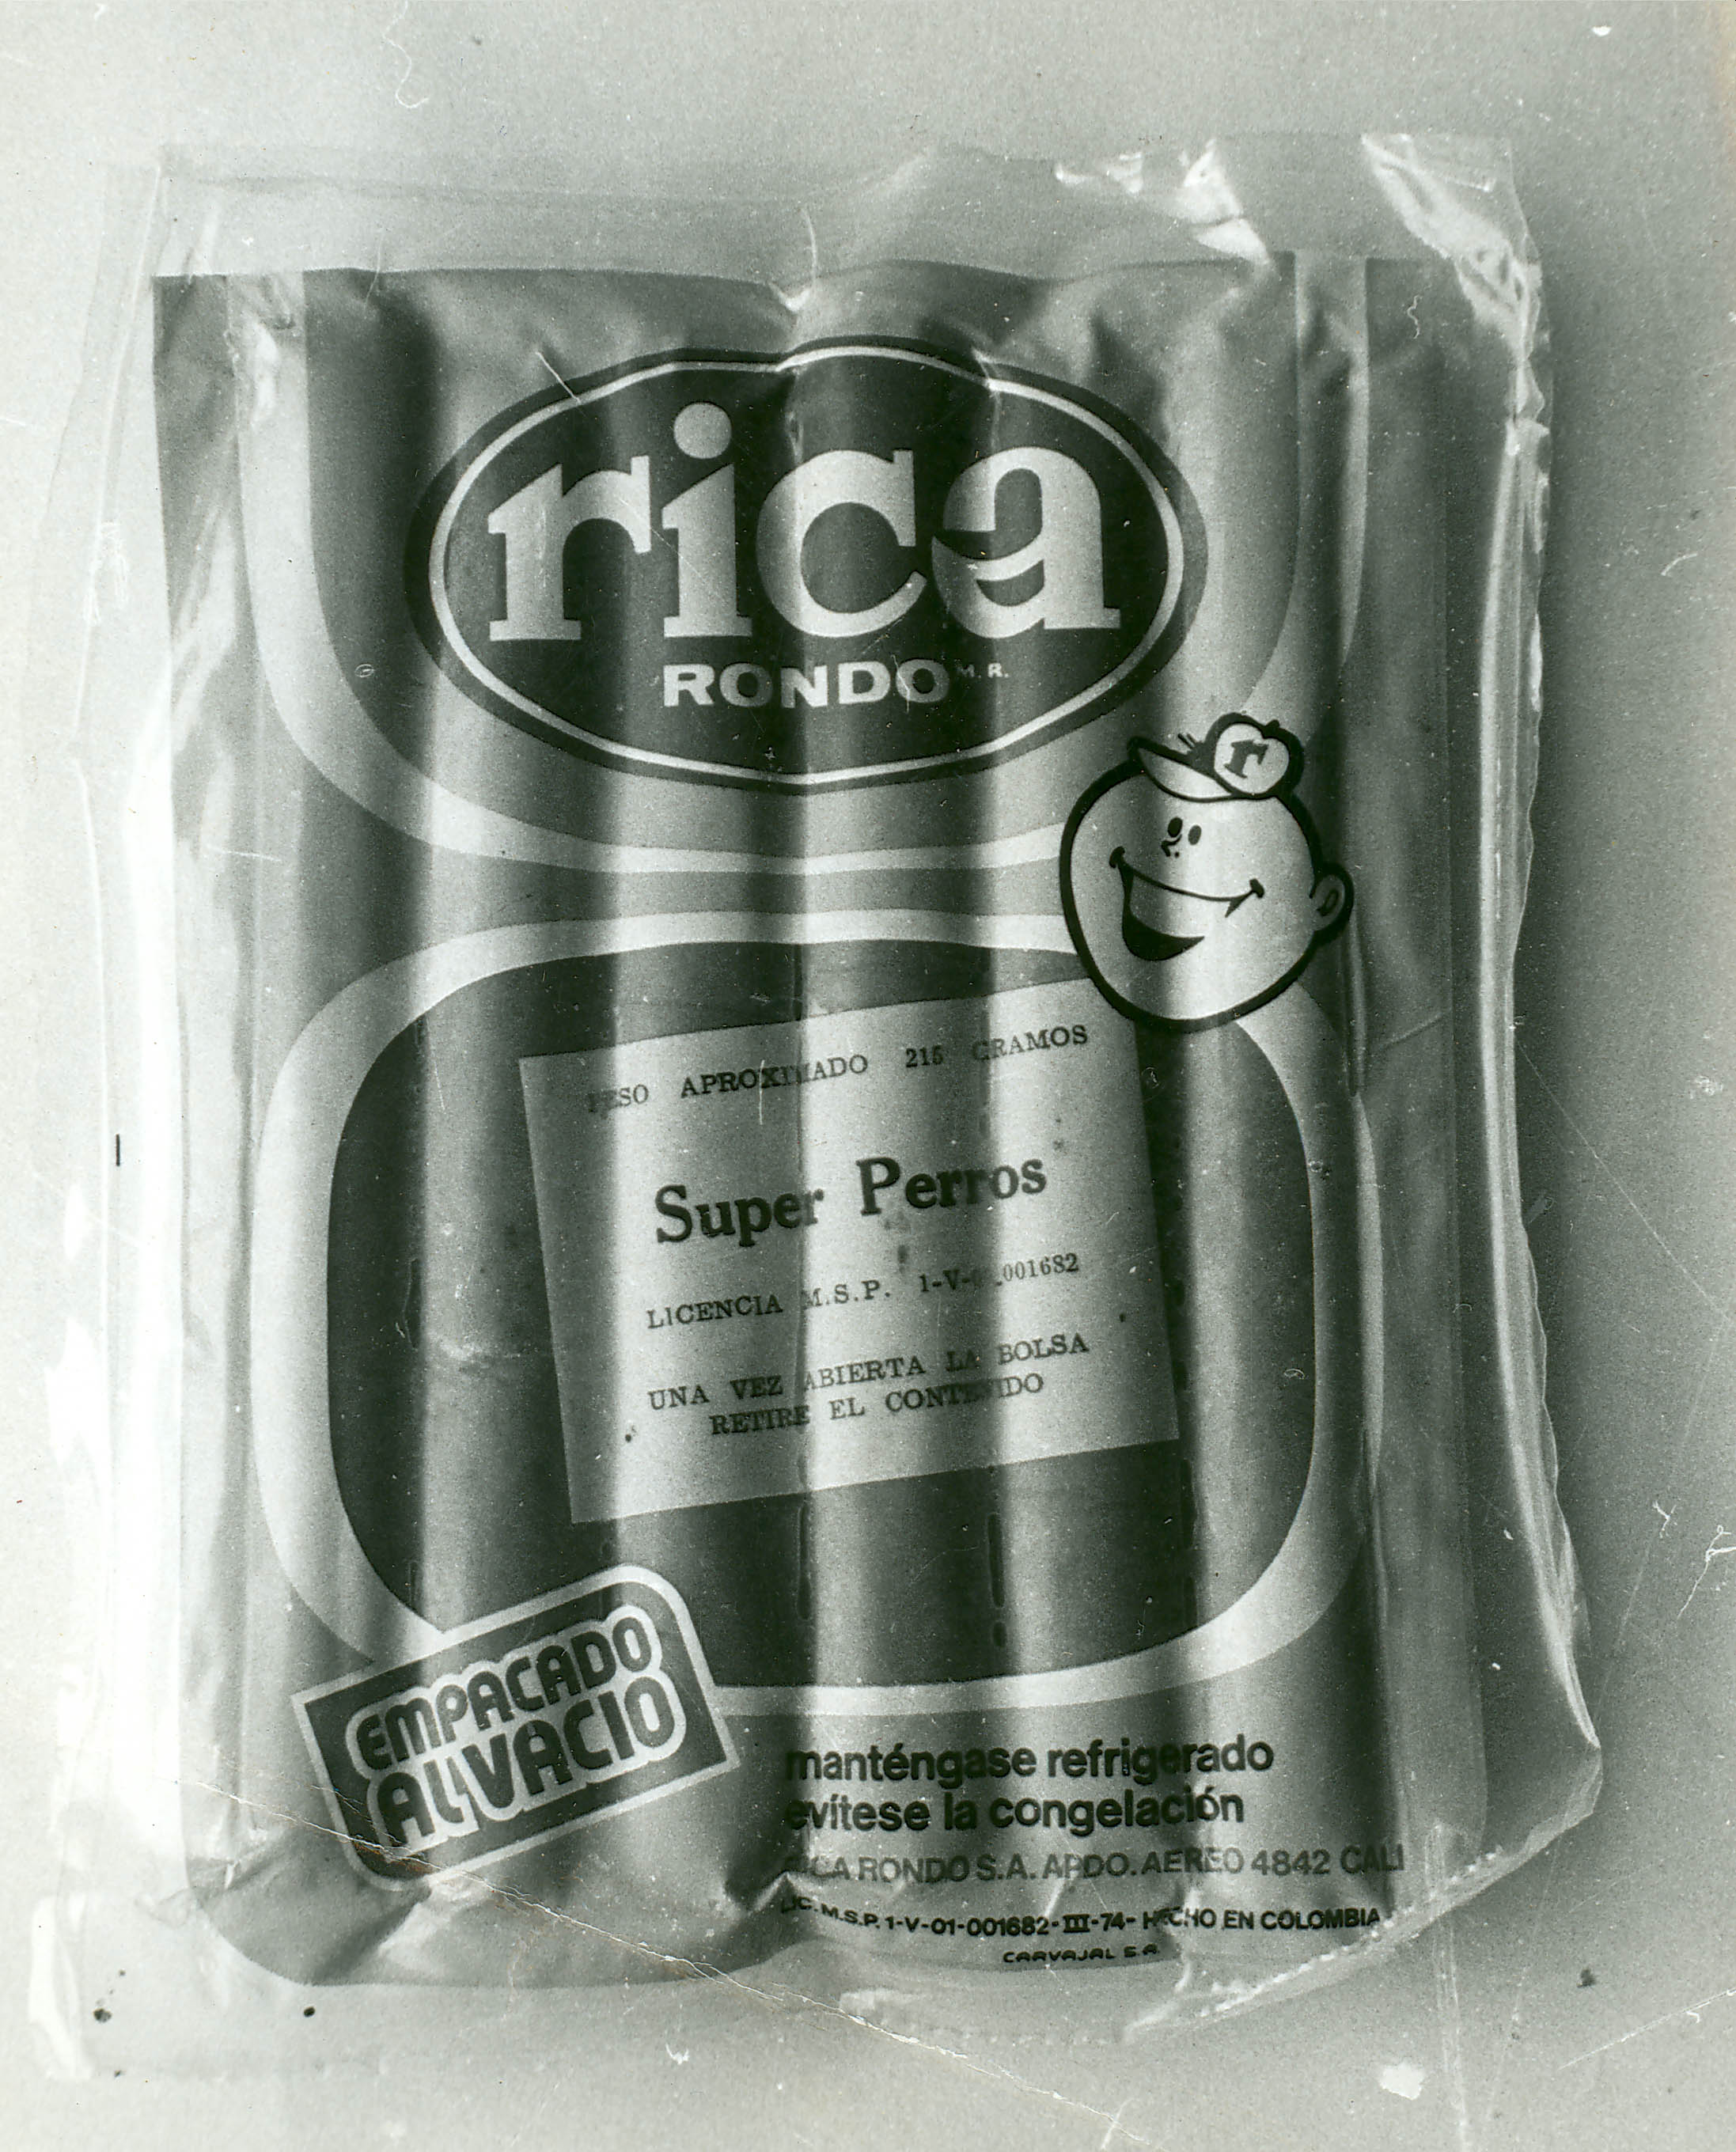 rica
RONDO M.R.
r
PESO APROXIMADO 215 GRAMOS
Super Perros
LICENCIA M.S.P. 1-V-01-001682
UNA VEZ ABIERTA LA BOLSA
RETIRE EL CONTENIDO
EMPACADO
AL VACIO
manténgase refrigerado
evítese la congelación
RICA RONDO S.A. APDO. AEREO 4842 CALI
LIC. M.S.P. 1-V-01-001682-III-74- HECHO EN COLOMBIA
CARVAJAL S.A.